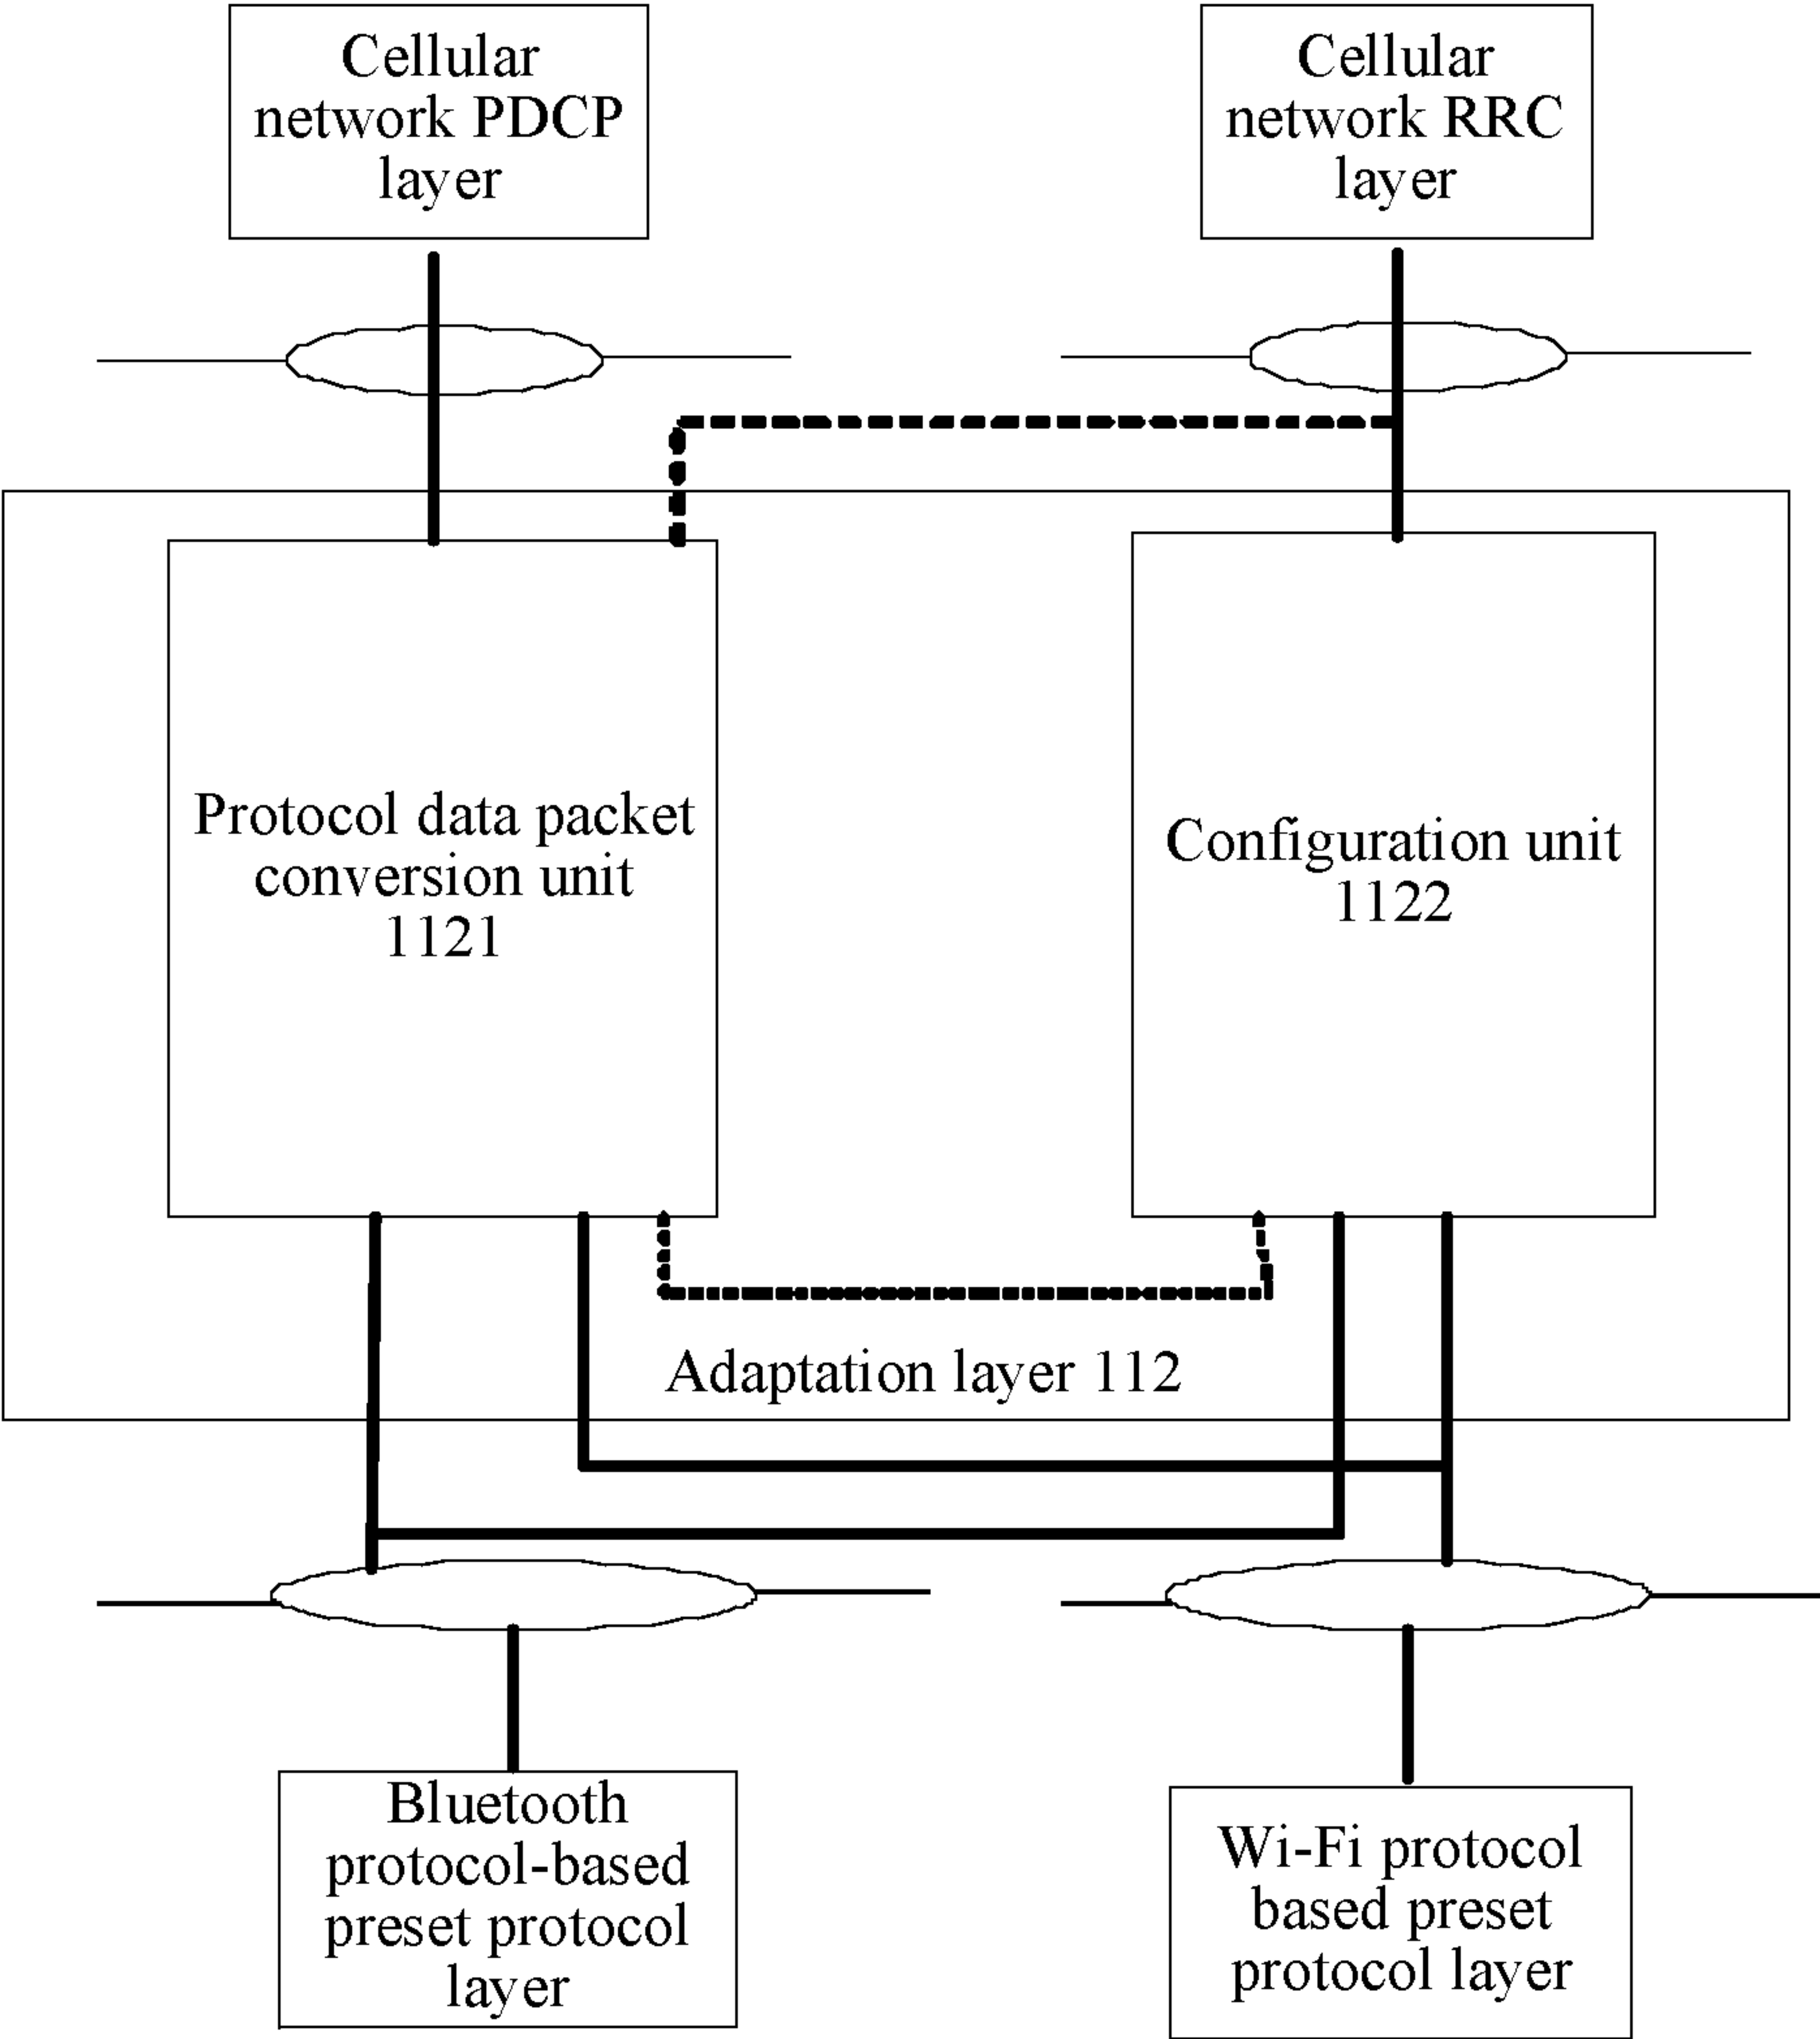 Cellular
network PDCP
layer
Cellular
network RRC
layer
Protocol data packet
conversion unit
1121
Configuration unit
1122
Adaptation layer 112
Bluetooth
protocol-based
preset protocol
layer
Wi-Fi protocol
based preset
protocol layer